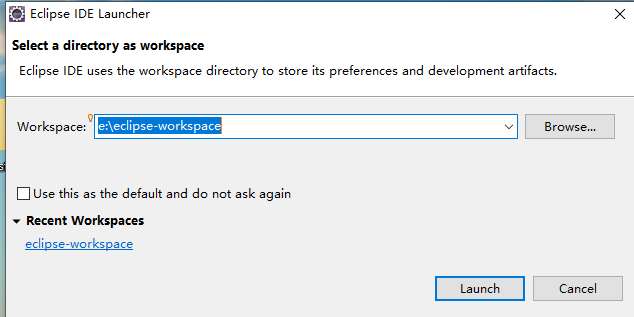 Eclipse IDE Launcher
Select a directory as workspace
Eclipse IDE uses the workspace directory to store its preferences and development artifacts.
Workspace: e:\eclipse-workspace Browse...
Use this as the default and do not ask again
Recent Workspaces
eclipse-workspace
Launch Cancel